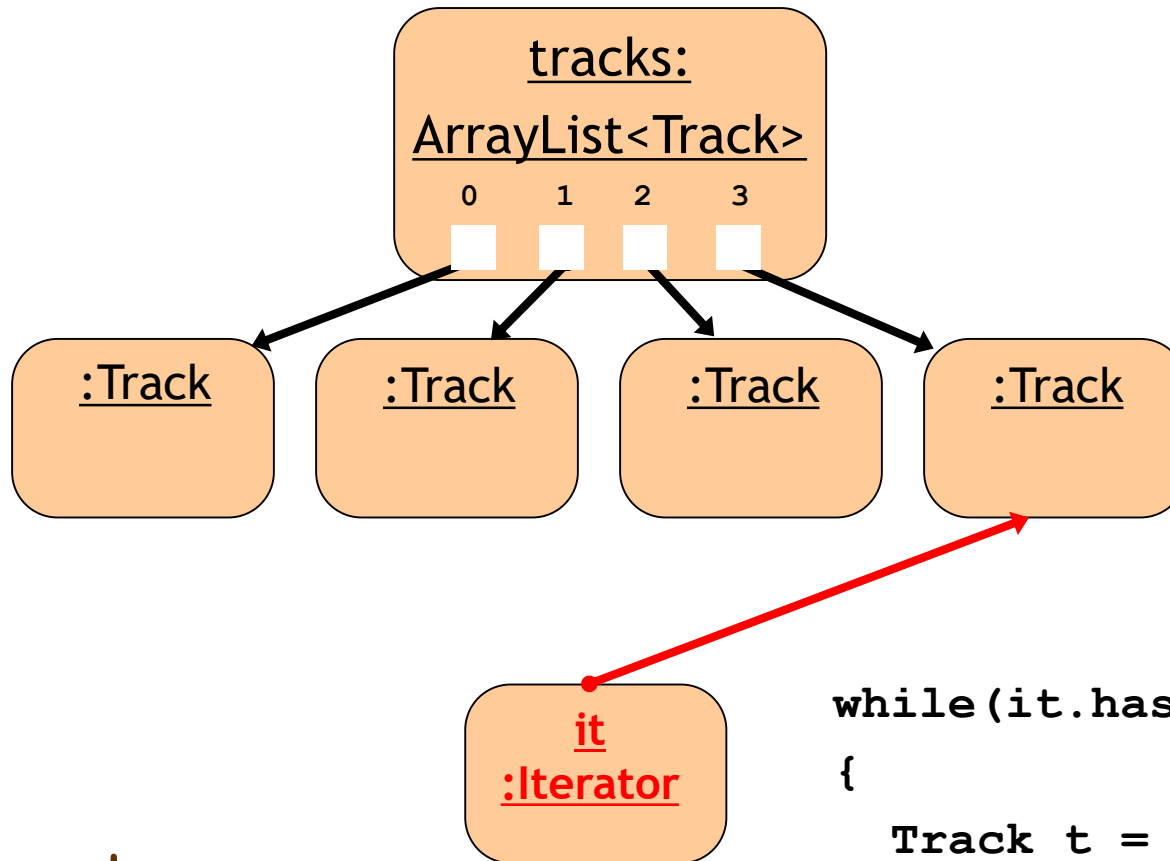 tracks:
ArrayList<Track>
0 1 2 3
:Track :Track :Track :Track
it
:Iterator
while(it.has
{
Track t =